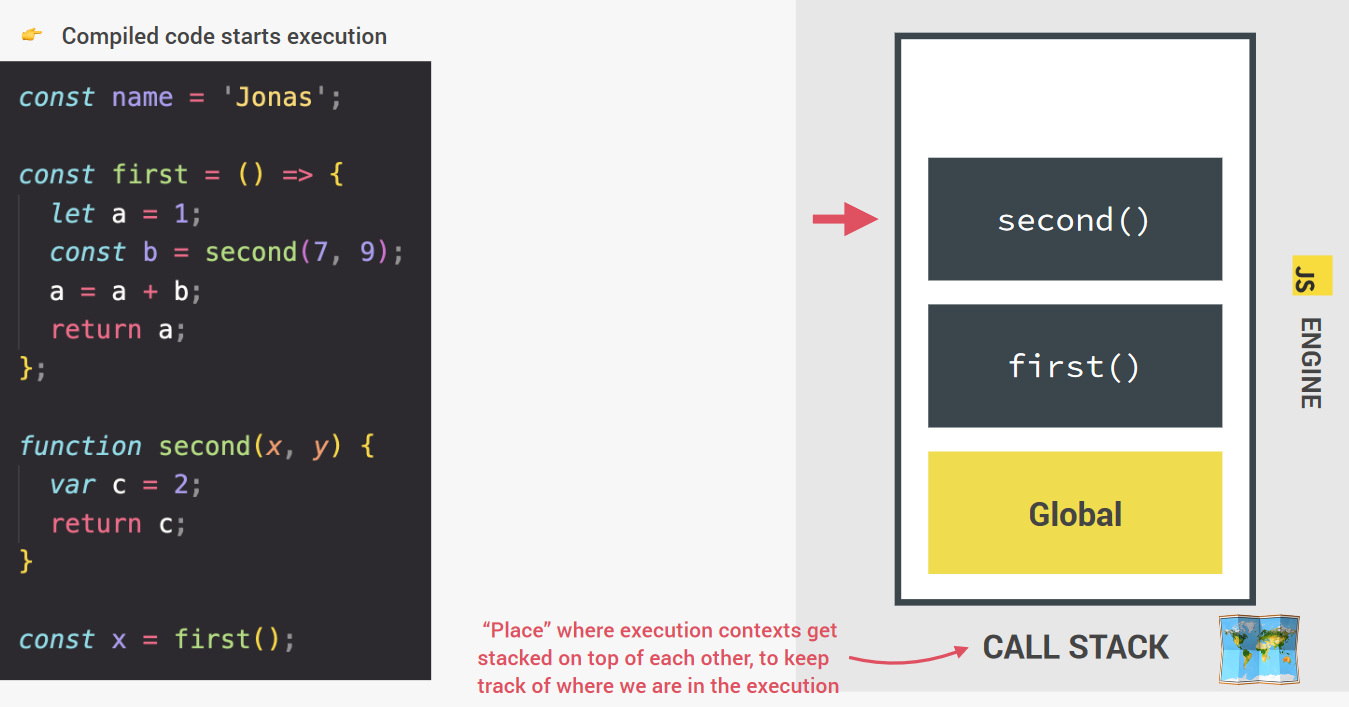 👉 Compiled code starts execution
const name = 'Jonas';
const first = () => {
let a = 1;
const b = second(7, 9);
a = a + b;
return a;
};
function second(x, y) {
var c = 2;
return c;
}
const x = first();
second()
first()
Global
JS ENGINE
“Place” where execution contexts get
stacked on top of each other, to keep
track of where we are in the execution
CALL STACK